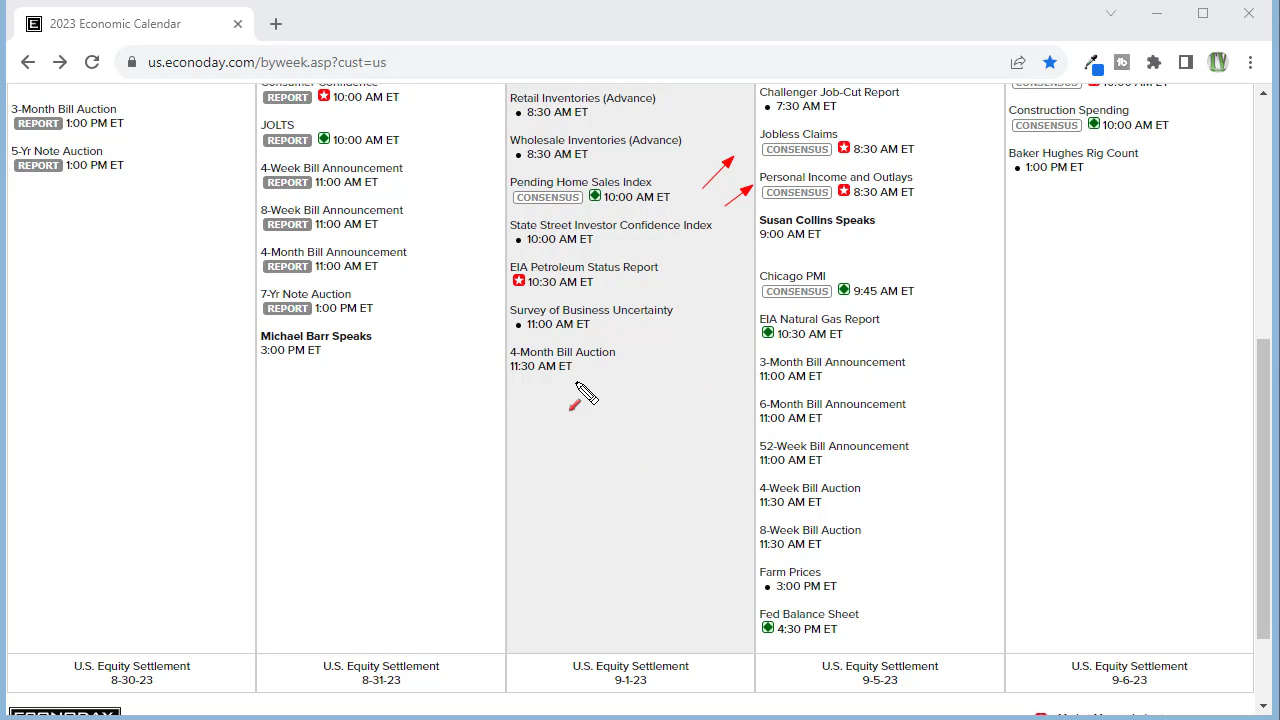 2023 Economic Calendar
us.econoday.com/byweek.asp?cust=us
3-Month Bill Auction
REPORT 1:00 PM ET
5-Yr Note Auction
REPORT 1:00 PM ET
U.S. Equity Settlement
8-30-23
Consumer Confidence
REPORT 10:00 AM ET
JOLTS
REPORT 10:00 AM ET
4-Week Bill Announcement
REPORT 11:00 AM ET
8-Week Bill Announcement
REPORT 11:00 AM ET
4-Month Bill Announcement
REPORT 11:00 AM ET
7-Yr Note Auction
REPORT 1:00 PM ET
Michael Barr Speaks
3:00 PM ET
U.S. Equity Settlement
8-31-23
Retail Inventories (Advance)
8:30 AM ET
Wholesale Inventories (Advance)
8:30 AM ET
Pending Home Sales Index
CONSENSUS 10:00 AM ET
State Street Investor Confidence Index
10:00 AM ET
EIA Petroleum Status Report
10:30 AM ET
Survey of Business Uncertainty
11:00 AM ET
4-Month Bill Auction
11:30 AM ET
U.S. Equity Settlement
9-1-23
Challenger Job-Cut Report
7:30 AM ET
Jobless Claims
CONSENSUS 8:30 AM ET
Personal Income and Outlays
CONSENSUS 8:30 AM ET
Susan Collins Speaks
9:00 AM ET
Chicago PMI
CONSENSUS 9:45 AM ET
EIA Natural Gas Report
10:30 AM ET
3-Month Bill Announcement
11:00 AM ET
6-Month Bill Announcement
11:00 AM ET
52-Week Bill Announcement
11:00 AM ET
4-Week Bill Auction
11:30 AM ET
8-Week Bill Auction
11:30 AM ET
Farm Prices
3:00 PM ET
Fed Balance Sheet
4:30 PM ET
U.S. Equity Settlement
9-5-23
Construction Spending
CONSENSUS 10:00 AM ET
Baker Hughes Rig Count
1:00 PM ET
U.S. Equity Settlement
9-6-23
ECONODAY